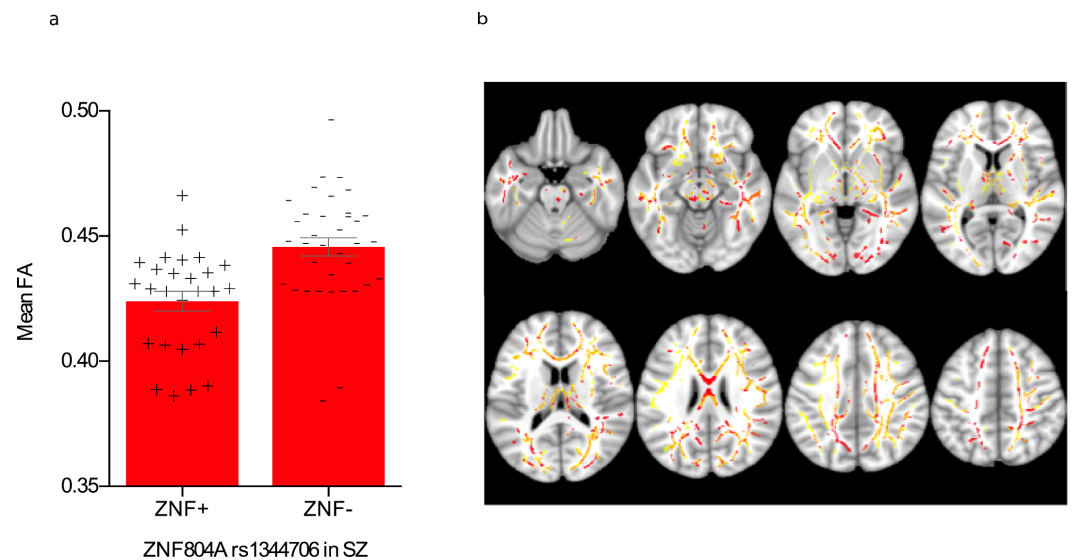 a
b
0.50
0.45
0.40
0.35
Mean FA
ZNF+
ZNF-
ZNF804A rs1344706 in SZ